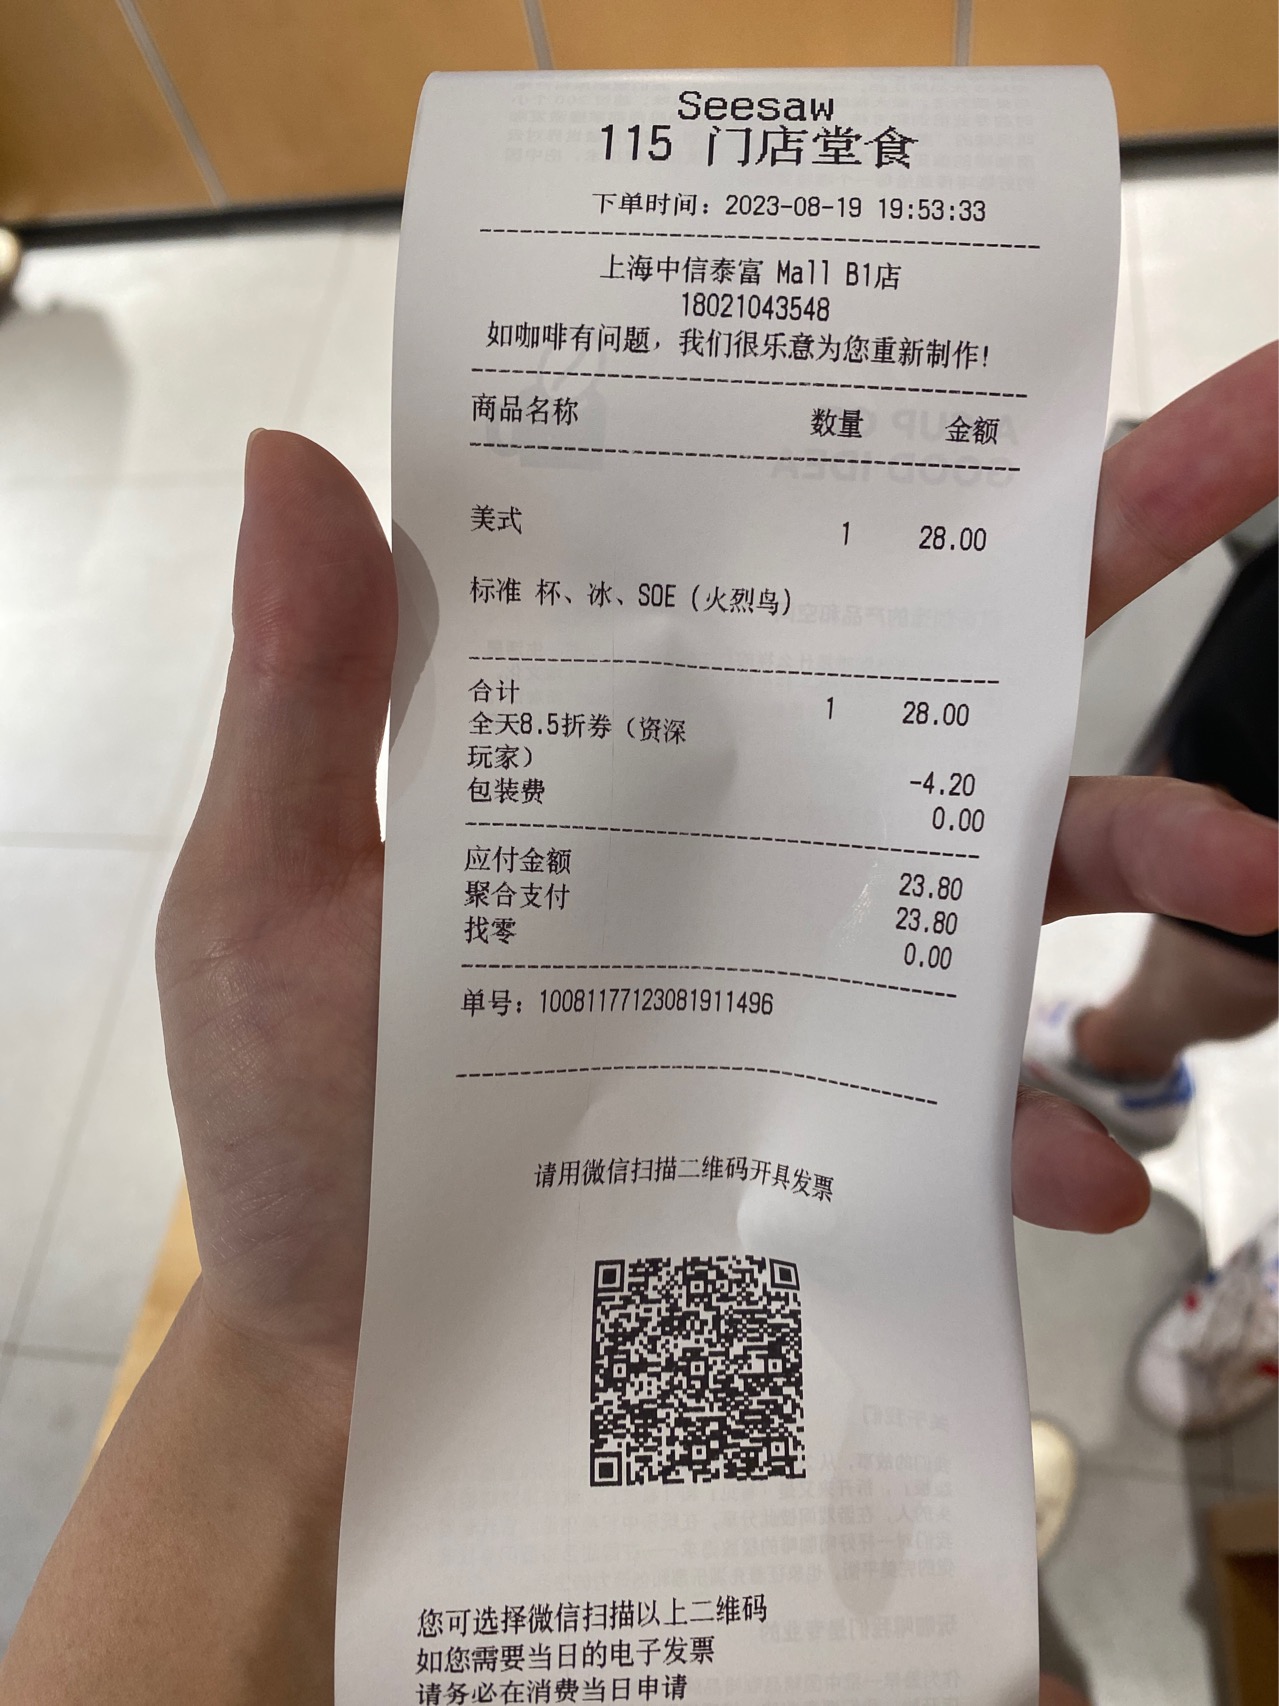 Seesaw
115 门店堂食
下单时间：2023-08-19 19:53:33
上海中信泰富 Mall B1店
18021043548
如咖啡有问题，我们很乐意为您重新制作！
商品名称 数量 金额
美式 1 28.00
标准 杯、冰、SOE（火烈鸟）
合计 1 28.00
全天8.5折券（资深
玩家） -4.20
包装费 0.00
应付金额 23.80
聚合支付 23.80
找零 0.00
单号：10081177123081911496
请用微信扫描二维码开具发票
您可选择微信扫描以上二维码
如您需要当日的电子发票
请务必在消费当日申请